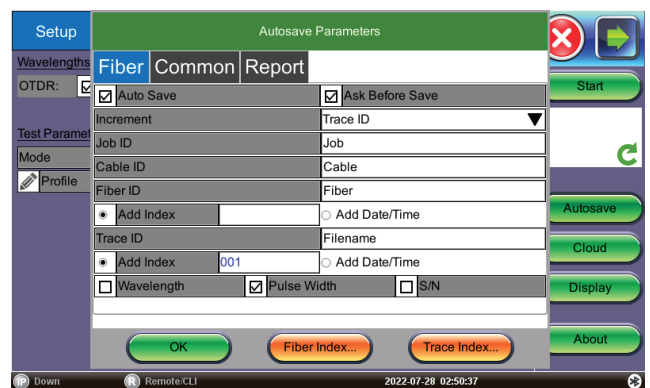 Setup
Autosave Parameters
Wavelengths
Fiber Common Report
OTDR:
Auto Save Ask Before Save
Start
Increment Trace ID
Test Paramet
Job ID Job
Mode
Cable ID Cable
Profile
Fiber ID Fiber
Add Index Add Date/Time
Autosave
Trace ID Filename
Cloud
Add Index 001 Add Date/Time
Wavelength Pulse Width S/N
Display
OK Fiber Index... Trace Index...
About
IP Down R Remote/CLI 2022-07-28 02:50:37